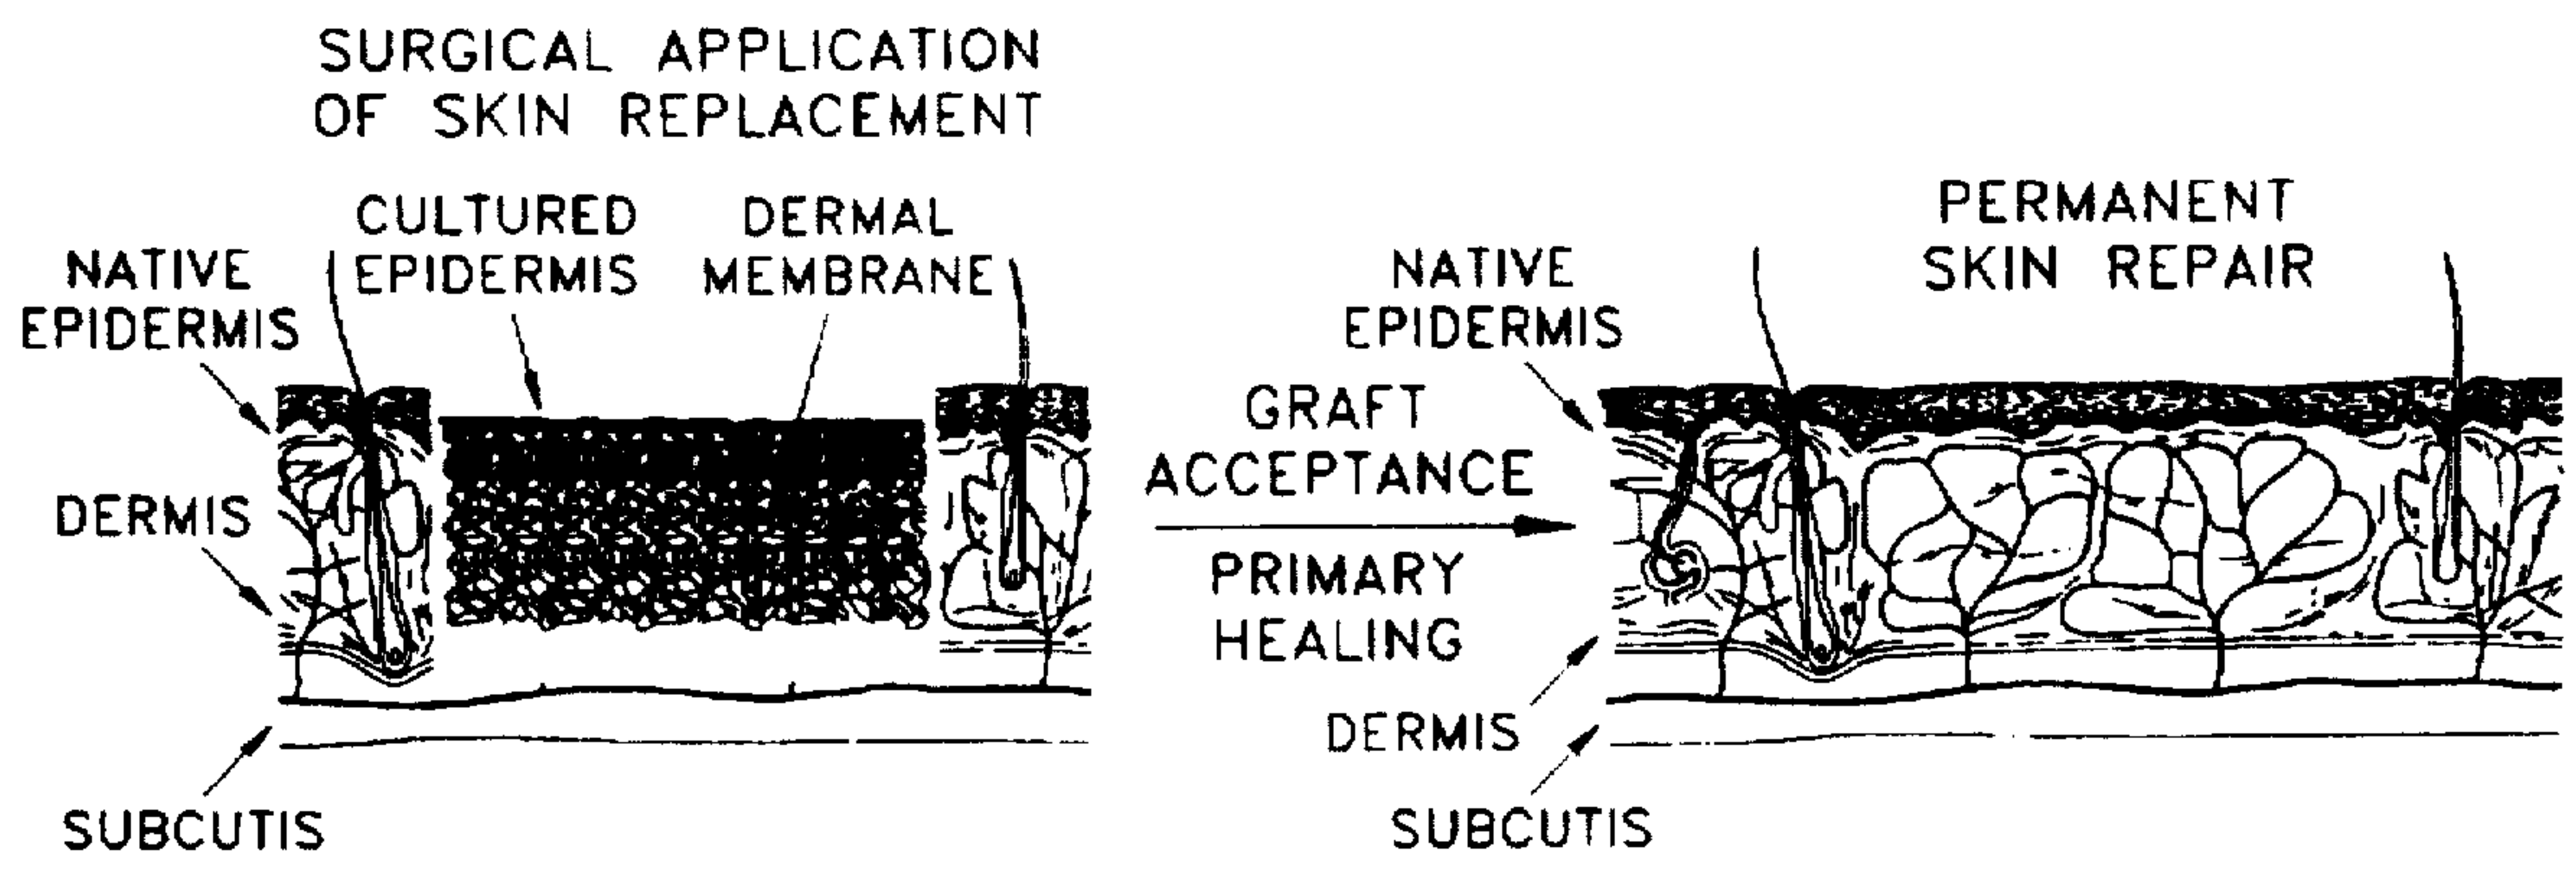 SURGICAL APPLICATION
OF SKIN REPLACEMENT
CULTURED
EPIDERMIS
DERMAL
MEMBRANE
NATIVE
EPIDERMIS
DERMIS
SUBCUTIS
GRAFT
ACCEPTANCE
PRIMARY
HEALING
PERMANENT
SKIN REPAIR
NATIVE
EPIDERMIS
DERMIS
SUBCUTIS